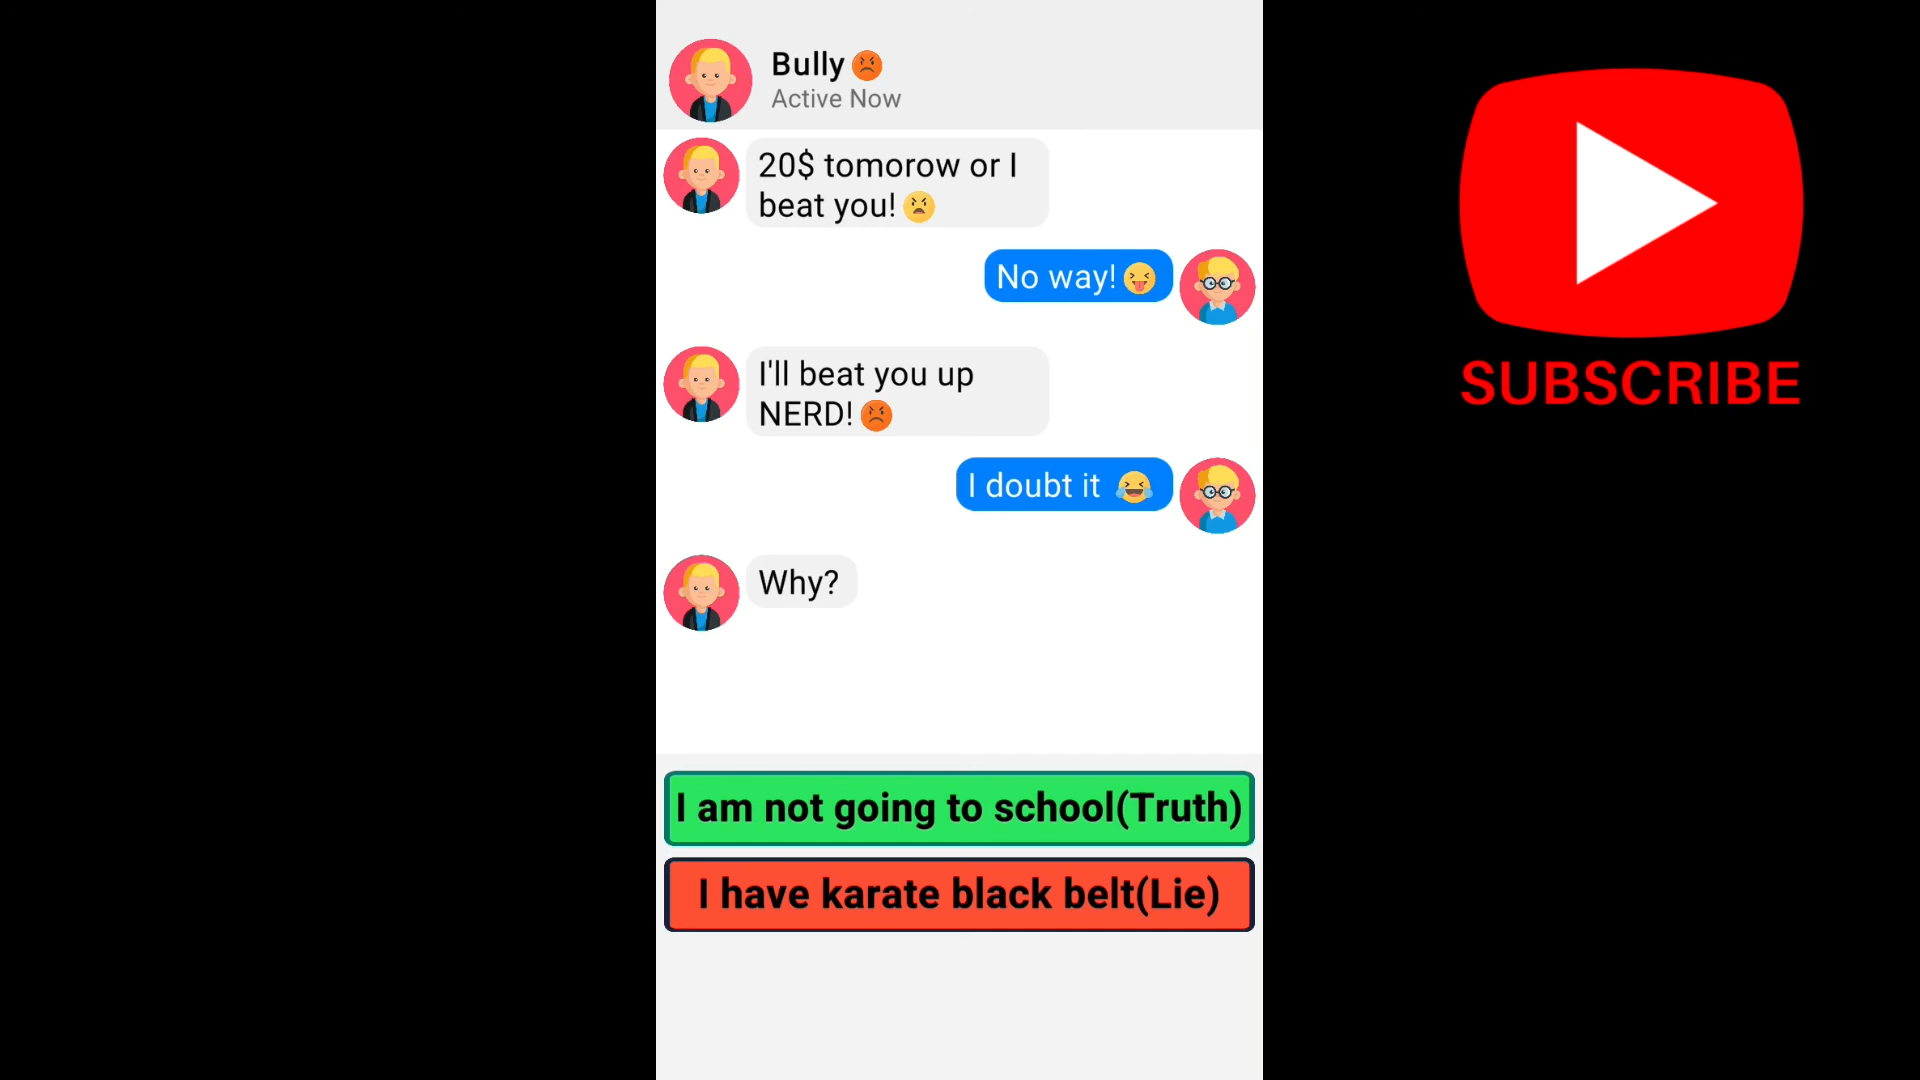 Bully
Active Now
20$ tomorow or I
beat you!
No way!
I'll beat you up
NERD!
I doubt it
Why?
I am not going to school(Truth)
I have karate black belt(Lie)
SUBSCRIBE